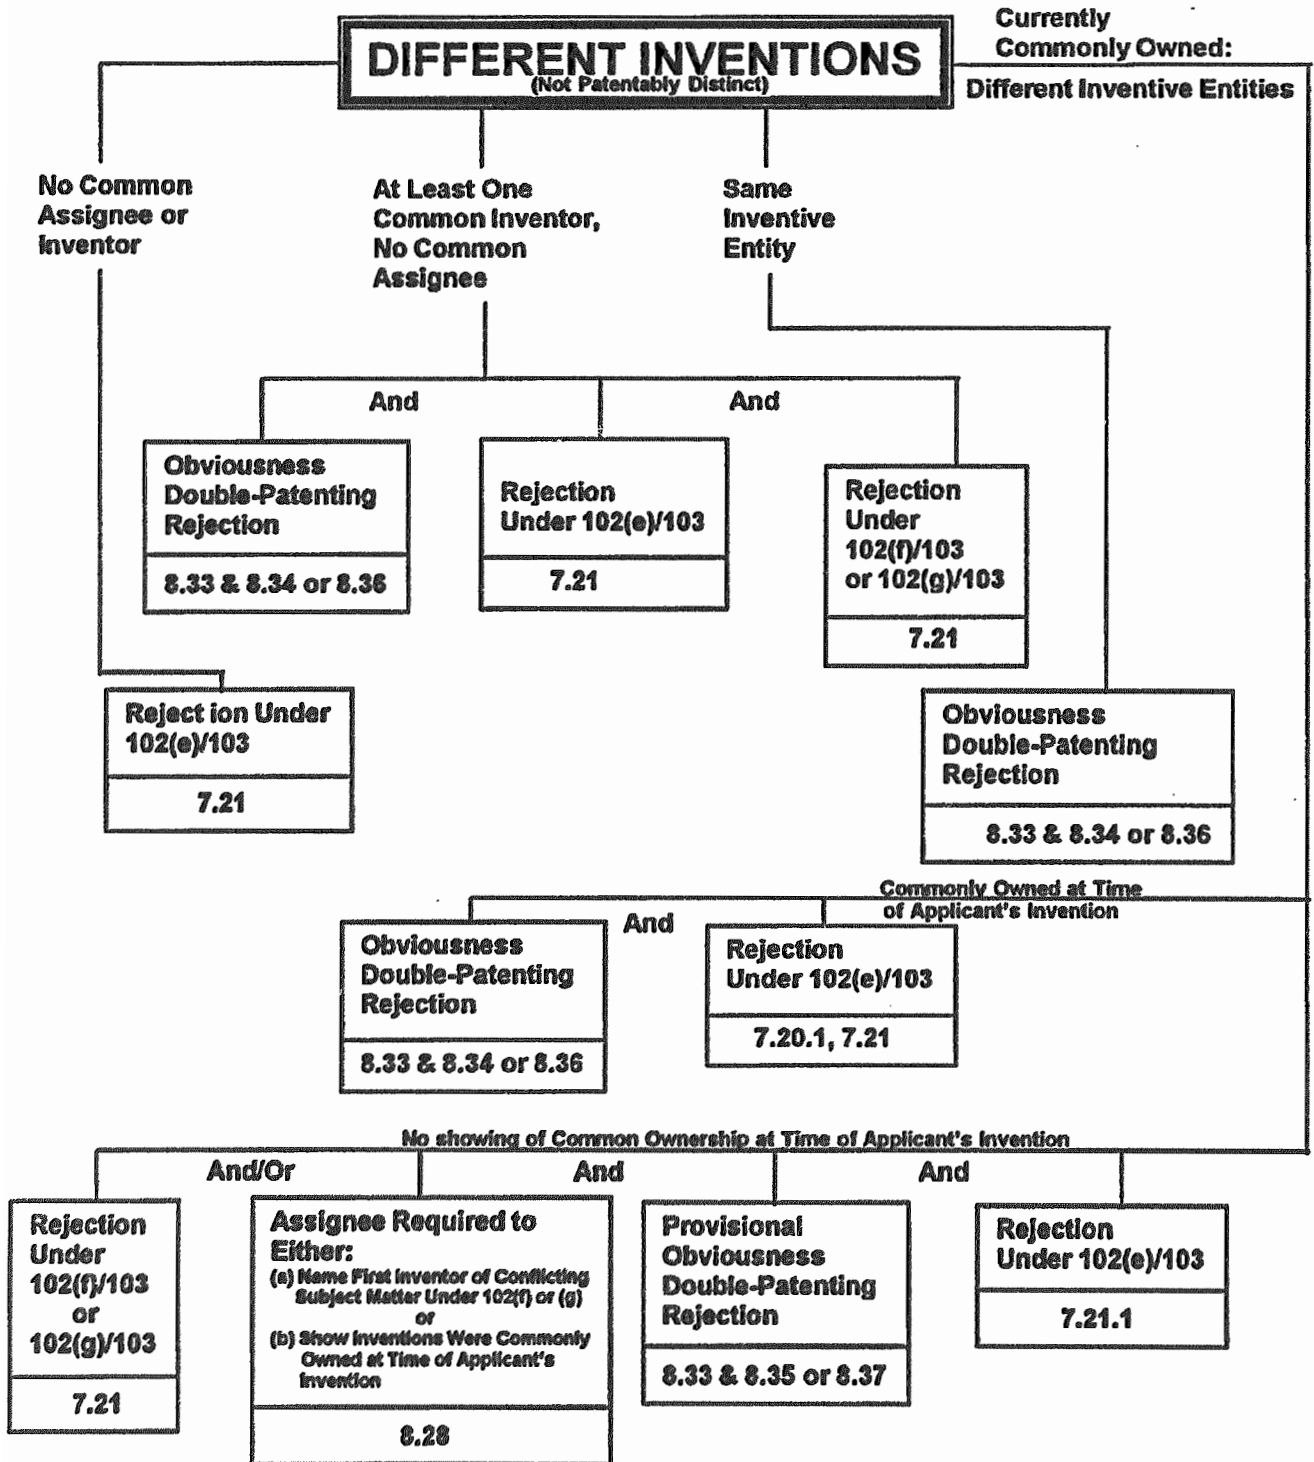 Currently
Commonly Owned:
DIFFERENT INVENTIONS
(Not Patentably Distinct)
Different Inventive Entities
No Common
Assignee or
Inventor
At Least One
Common Inventor,
No Common
Assignee
Same
Inventive
Entity
And
And
Obviousness
Double-Patenting
Rejection
8.33 & 8.34 or 8.36
Rejection
Under 102(e)/103
7.21
Rejection
Under
102(f)/103
or 102(g)/103
7.21
Reject ion Under
102(e)/103
7.21
Obviousness
Double-Patenting
Rejection
8.33 & 8.34 or 8.36
Commonly Owned at Time
of Applicant's Invention
And
Obviousness
Double-Patenting
Rejection
8.33 & 8.34 or 8.36
Rejection
Under 102(e)/103
7.20.1, 7.21
No showing of Common Ownership at Time of Applicant's Invention
And/Or
And
And
Rejection
Under
102(f)/103
or
102(g)/103
7.21
Assignee Required to
Either:
(a) Name First Inventor of Conflicting
Subject Matter Under 102(f) or (g)
or
(b) Show Inventions Were Commonly
Owned at Time of Applicant's
Invention
8.28
Provisional
Obviousness
Double-Patenting
Rejection
8.33 & 8.35 or 8.37
Rejection
Under 102(e)/103
7.21.1